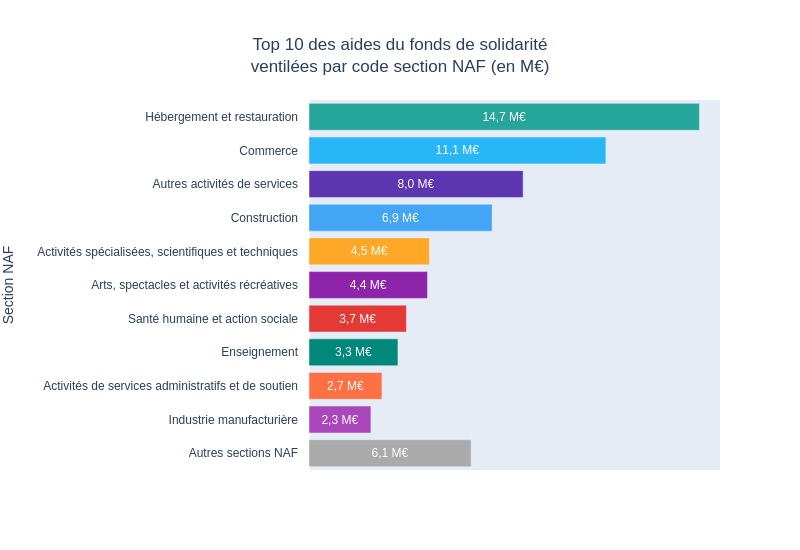 Top 10 des aides du fonds de solidarité
ventilées par code section NAF (en M€)
Section NAF
Hébergement et restauration 14,7 M€
Commerce 11,1 M€
Autres activités de services 8,0 M€
Construction 6,9 M€
Activités spécialisées, scientifiques et techniques 4,5 M€
Arts, spectacles et activités récréatives 4,4 M€
Santé humaine et action sociale 3,7 M€
Enseignement 3,3 M€
Activités de services administratifs et de soutien 2,7 M€
Industrie manufacturière 2,3 M€
Autres sections NAF 6,1 M€